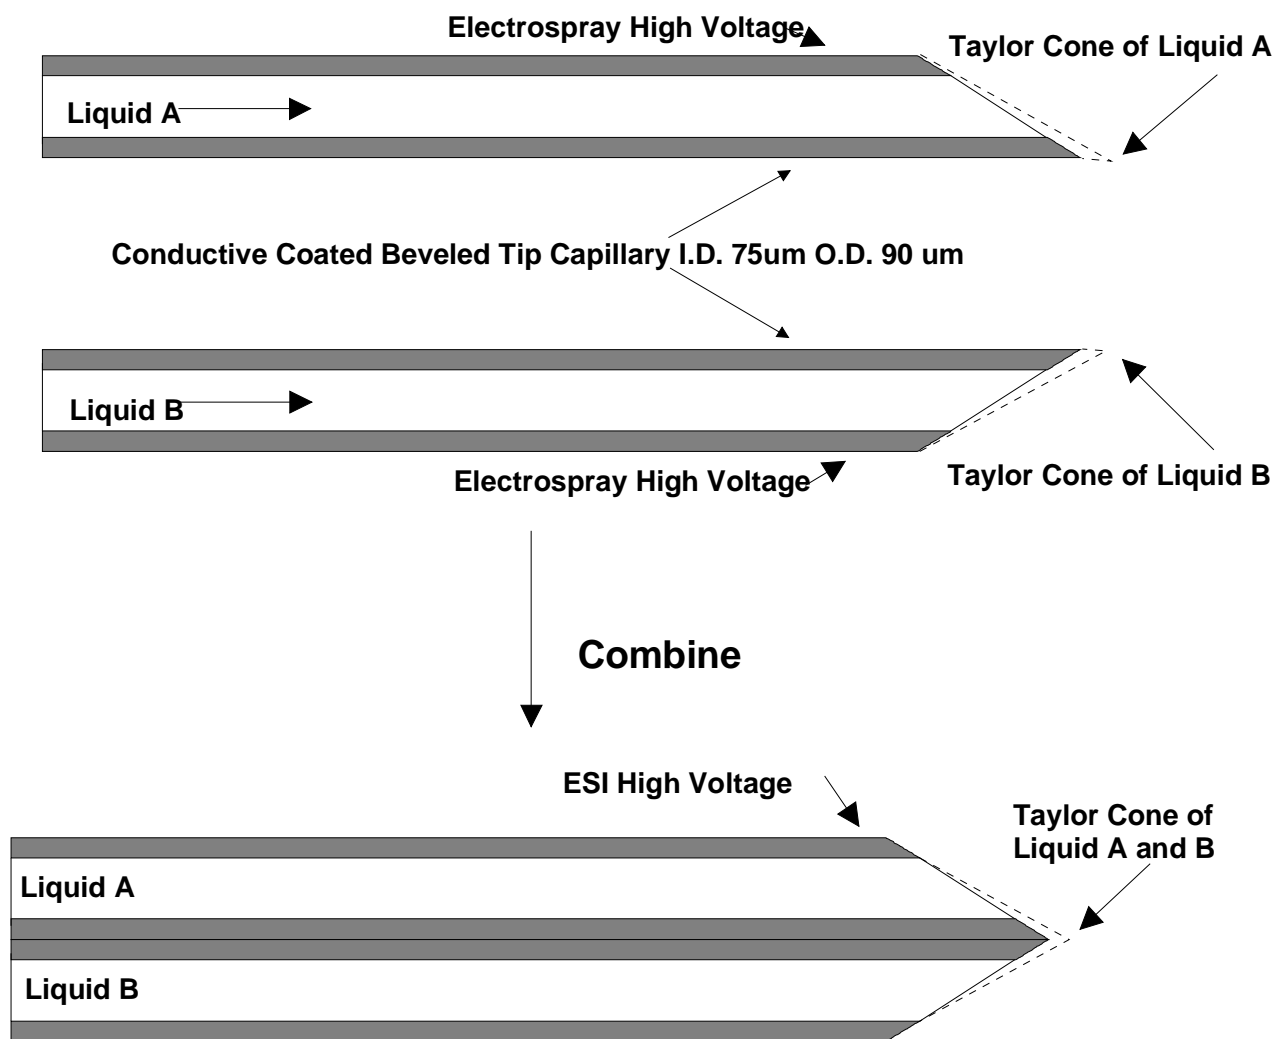 Electrospray High Voltage
Taylor Cone of Liquid A
Liquid A
Conductive Coated Beveled Tip Capillary I.D. 75um O.D. 90 um
Liquid B
Electrospray High Voltage
Taylor Cone of Liquid B
Combine
ESI High Voltage
Taylor Cone of
Liquid A and B
Liquid A
Liquid B